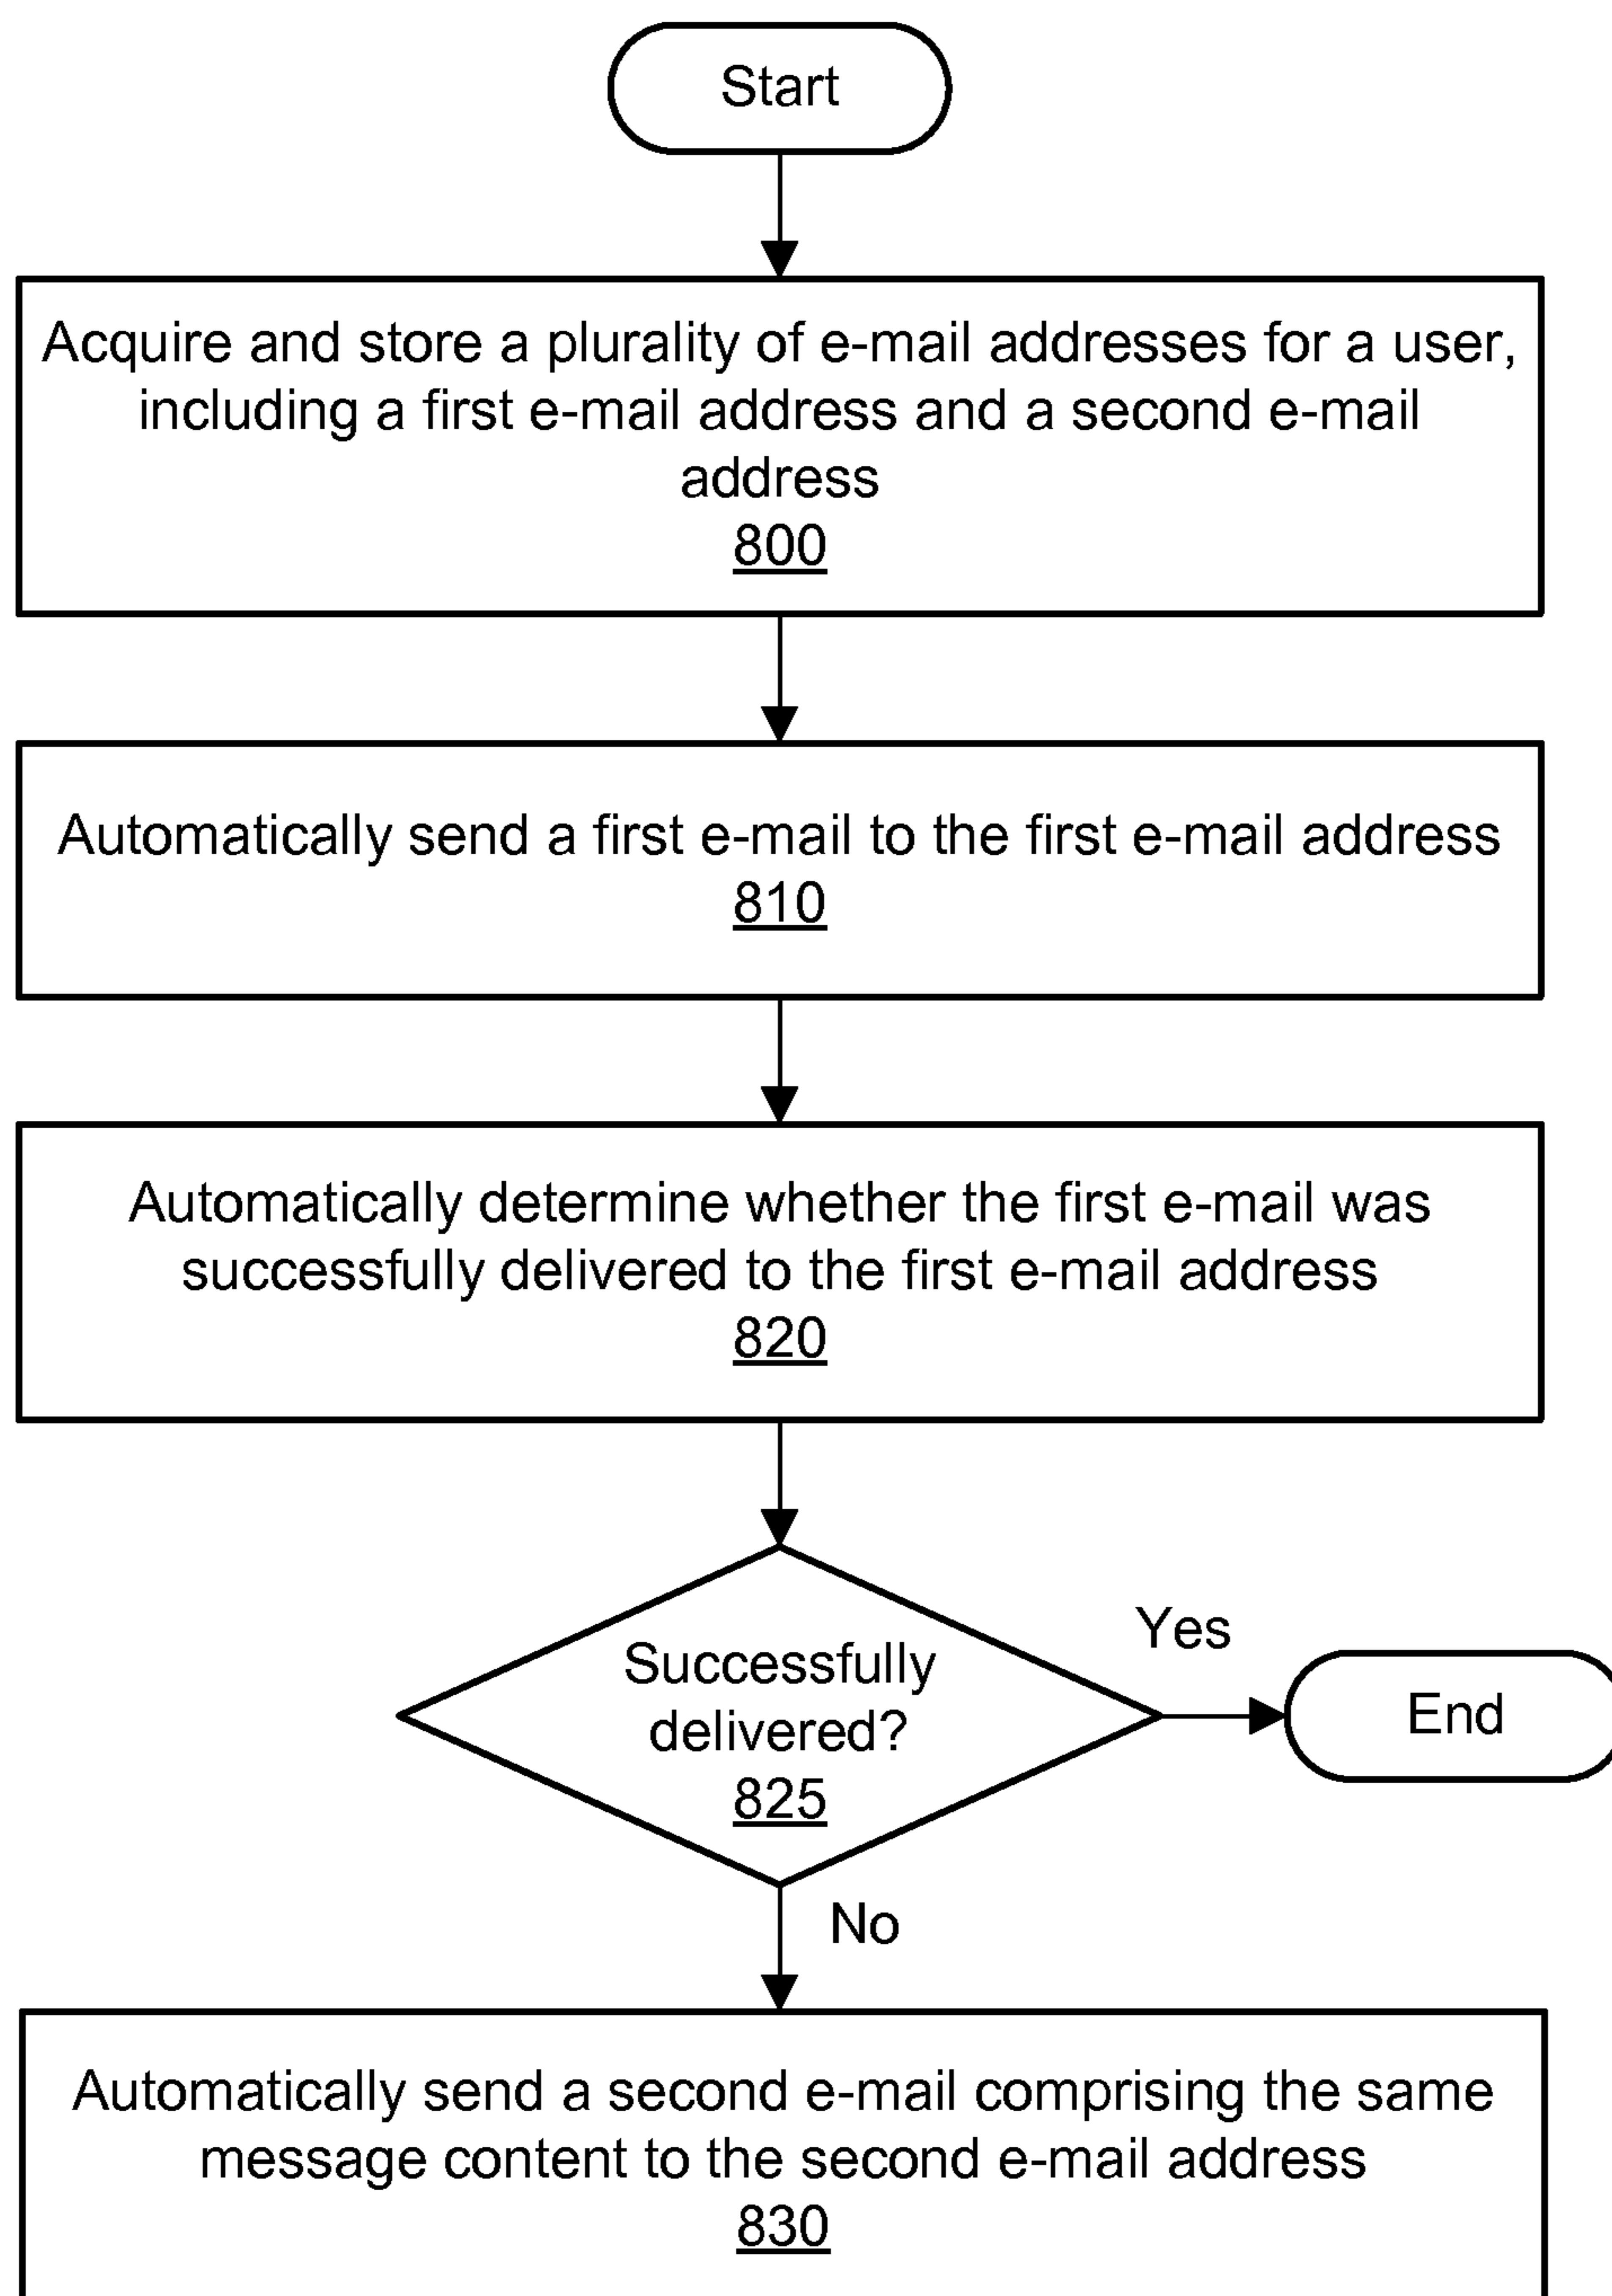 Start
Acquire and store a plurality of e-mail addresses for a user,
including a first e-mail address and a second e-mail
address
800
Automatically send a first e-mail to the first e-mail address
810
Automatically determine whether the first e-mail was
successfully delivered to the first e-mail address
820
Successfully
delivered?
825
Yes
End
No
Automatically send a second e-mail comprising the same
message content to the second e-mail address
830